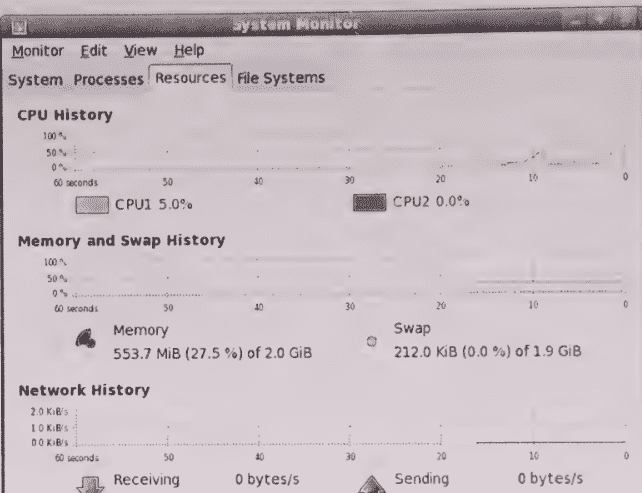 System Monitor
Monitor Edit View Help
System Processes Resources File Systems
CPU History
100 %
50 %
0 %
60 seconds 50 40 30 20 10 0
CPU1 5.0% CPU2 0.0%
Memory and Swap History
100 %
50 %
0 %
60 seconds 50 40 30 20 10 0
Memory Swap
553.7 MiB (27.5 %) of 2.0 GiB 212.0 KiB (0.0 %) of 1.9 GiB
Network History
2.0 KiB/s
1.0 KiB/s
0.0 KiB/s
60 seconds 50 40 30 20 10 0
Receiving 0 bytes/s Sending 0 bytes/s